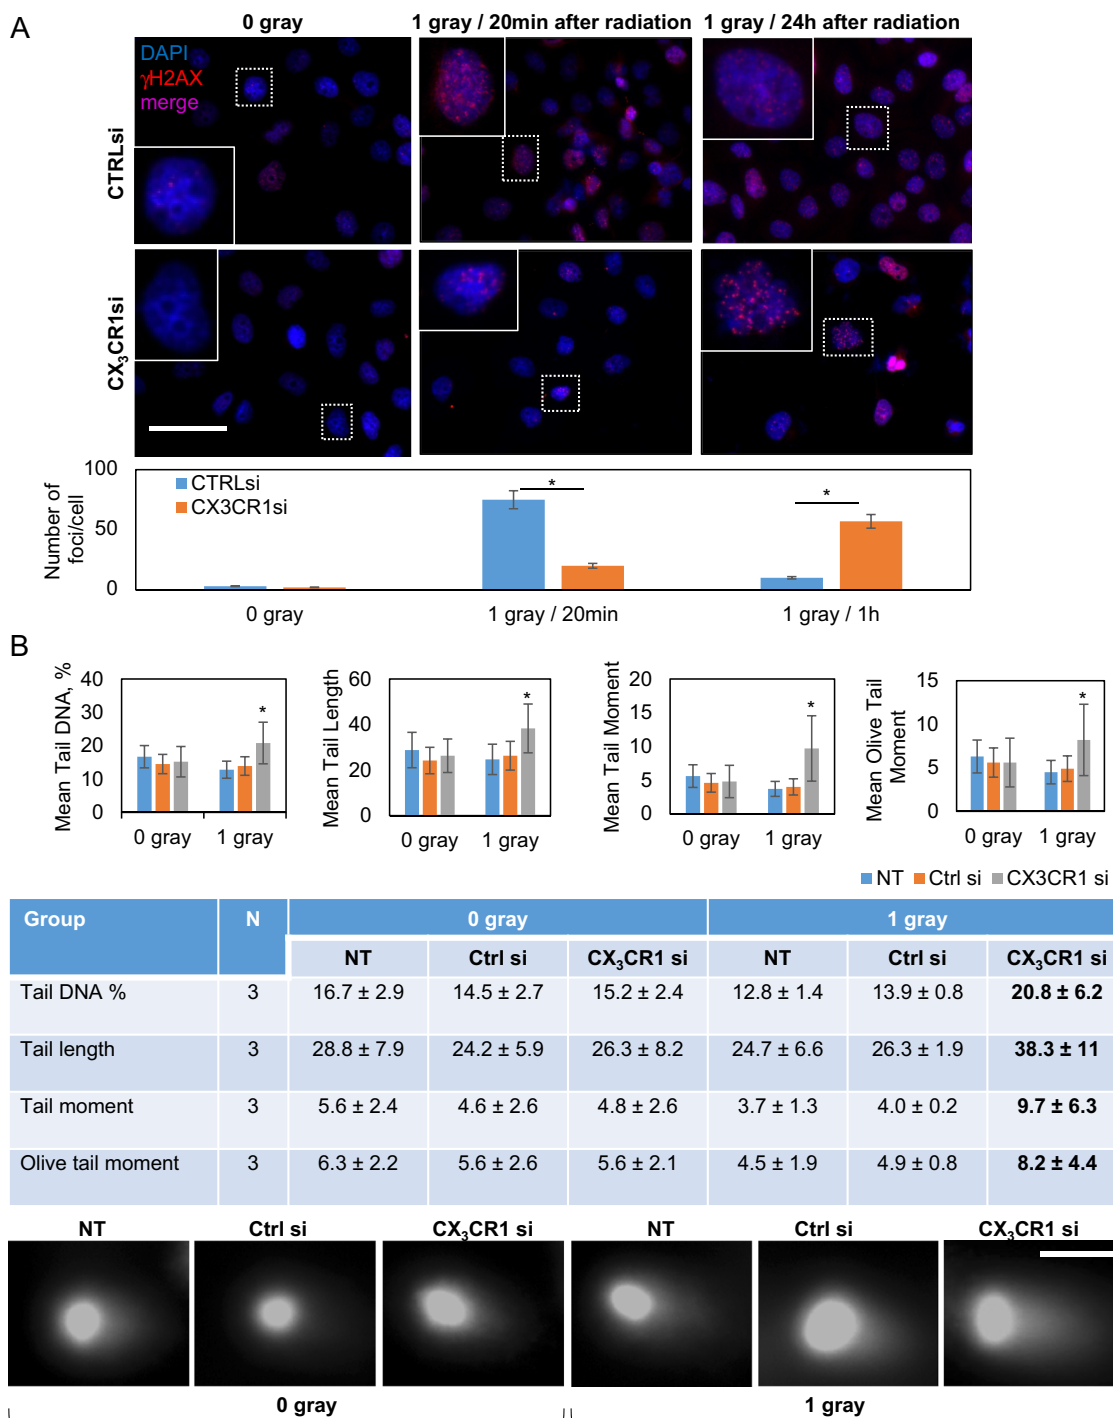 A
0 gray
1 gray / 20min after radiation
1 gray / 24h after radiation
DAPI
γH2AX
merge
CTRLsi
CX3CR1si
Number of foci/cell
100
50
0
CTRLsi
CX3CR1si
*
*
0 gray
1 gray / 20min
1 gray / 1h
B
Mean Tail DNA, %
40
30
20
10
0
*
0 gray 1 gray
Mean Tail Length
60
40
20
0
*
0 gray 1 gray
Mean Tail Moment
20
15
10
5
0
*
0 gray 1 gray
Mean Olive Tail Moment
15
10
5
0
*
0 gray 1 gray
NT Ctrl si CX3CR1 si
Group N 0 gray 1 gray
NT Ctrl si CX3CR1 si NT Ctrl si CX3CR1 si
Tail DNA % 3 16.7 ± 2.9 14.5 ± 2.7 15.2 ± 2.4 12.8 ± 1.4 13.9 ± 0.8 20.8 ± 6.2
Tail length 3 28.8 ± 7.9 24.2 ± 5.9 26.3 ± 8.2 24.7 ± 6.6 26.3 ± 1.9 38.3 ± 11
Tail moment 3 5.6 ± 2.4 4.6 ± 2.6 4.8 ± 2.6 3.7 ± 1.3 4.0 ± 0.2 9.7 ± 6.3
Olive tail moment 3 6.3 ± 2.2 5.6 ± 2.6 5.6 ± 2.1 4.5 ± 1.9 4.9 ± 0.8 8.2 ± 4.4
NT Ctrl si CX3CR1 si NT Ctrl si CX3CR1 si
0 gray 1 gray